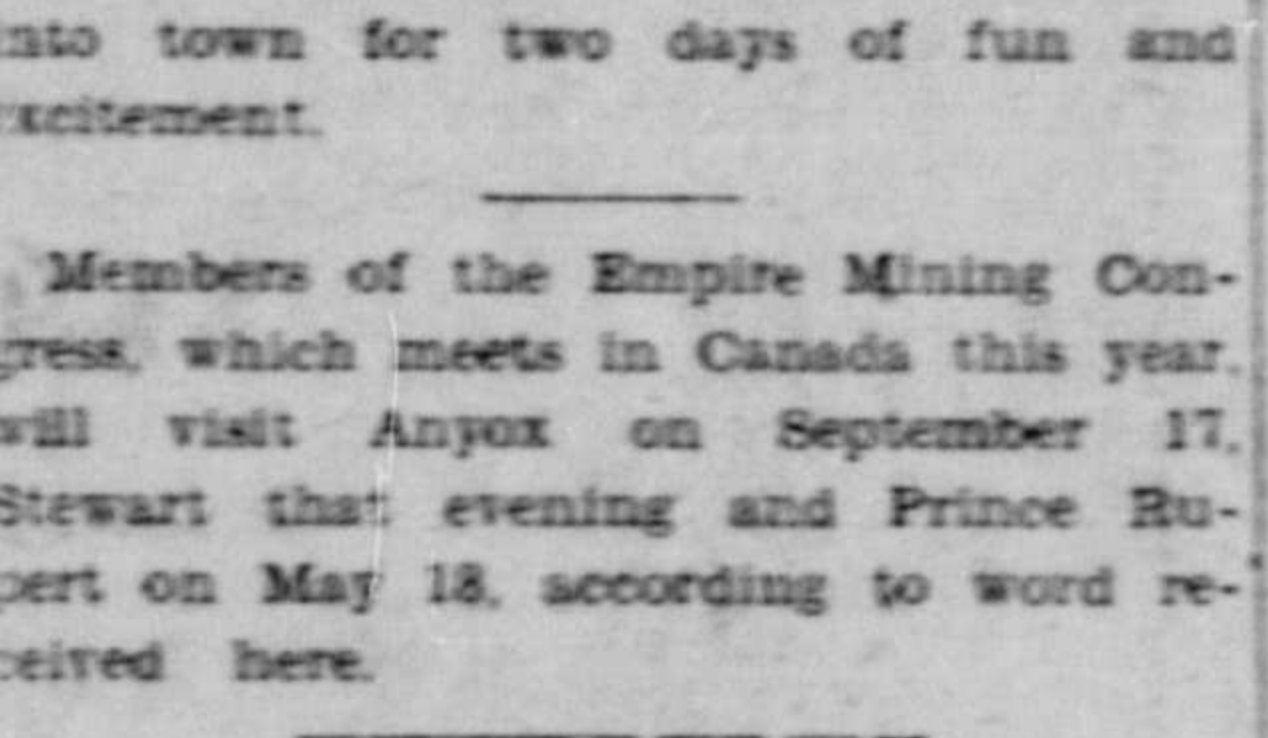 into town for two days of fun and
excitement.
Members of the Empire Mining Con-
gress, which meets in Canada this year,
will visit Anyox on September 17,
Stewart that evening and Prince Ru-
pert on May 18, according to word re-
ceived here.